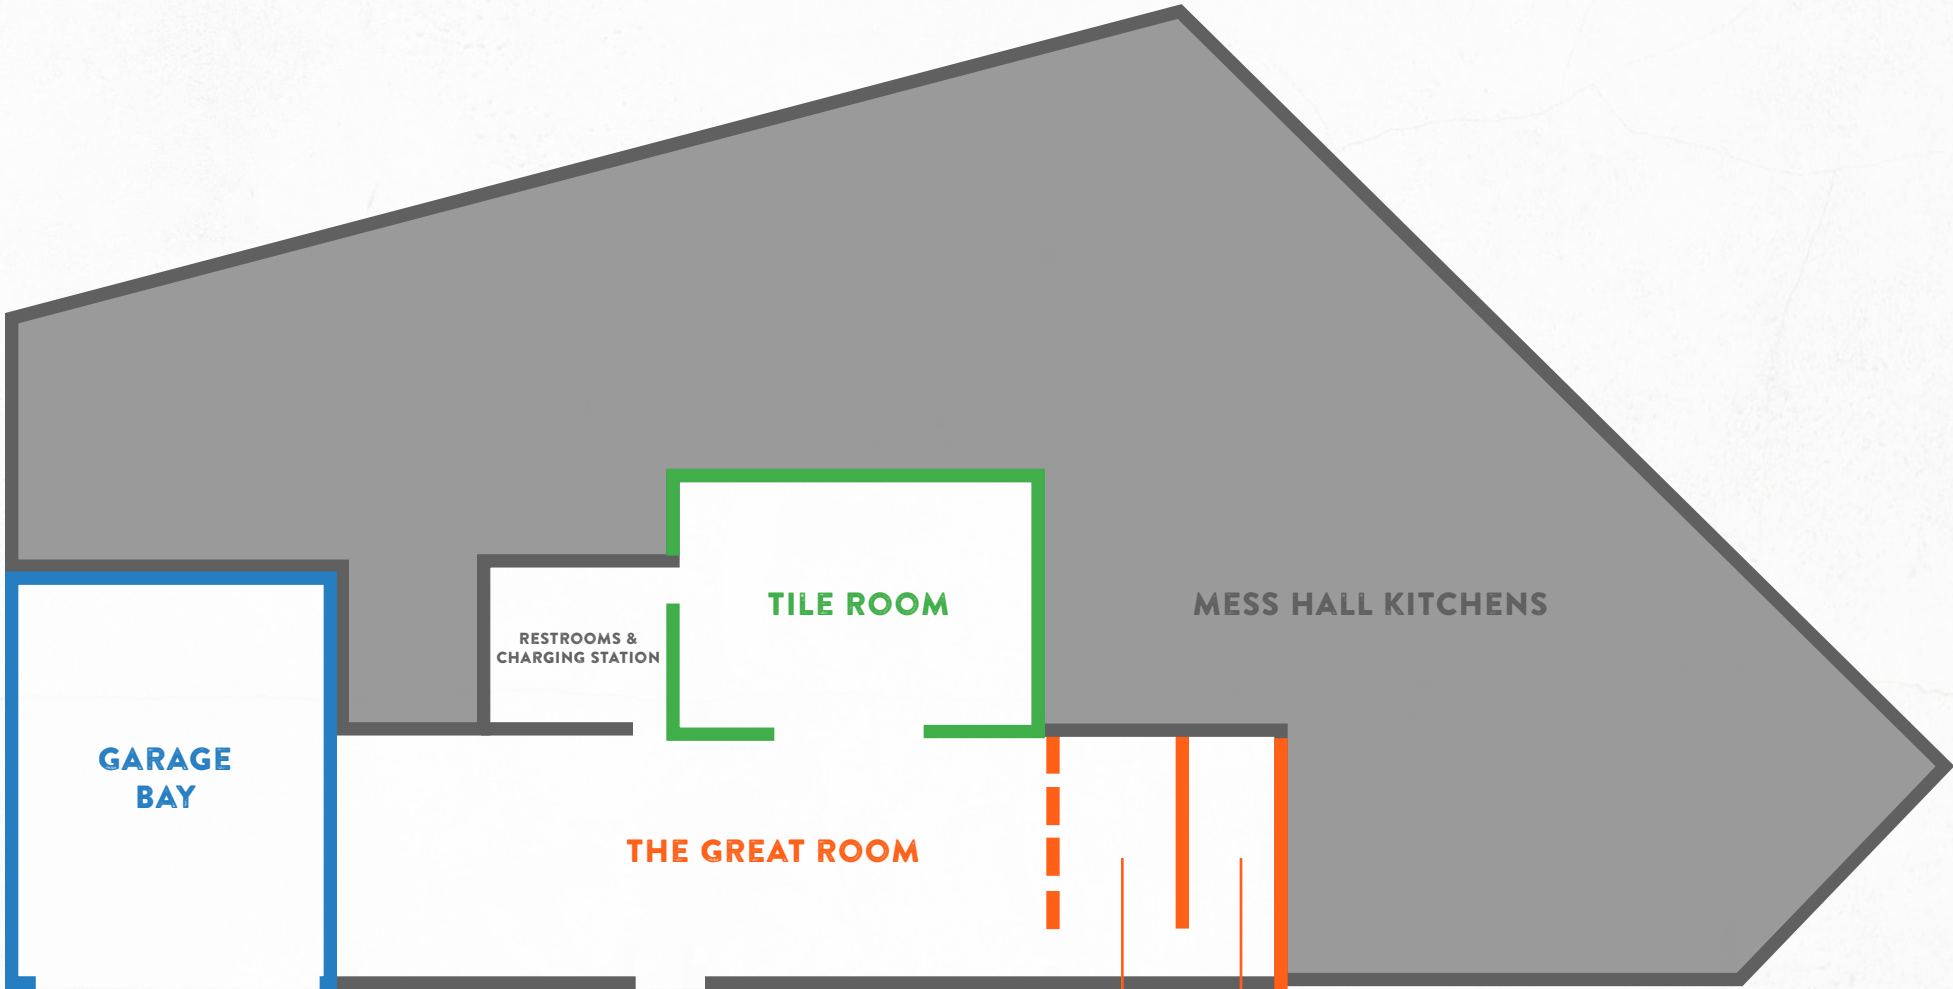 TILE ROOM
MESS HALL KITCHENS
RESTROOMS &
CHARGING STATION
GARAGE
BAY
THE GREAT ROOM